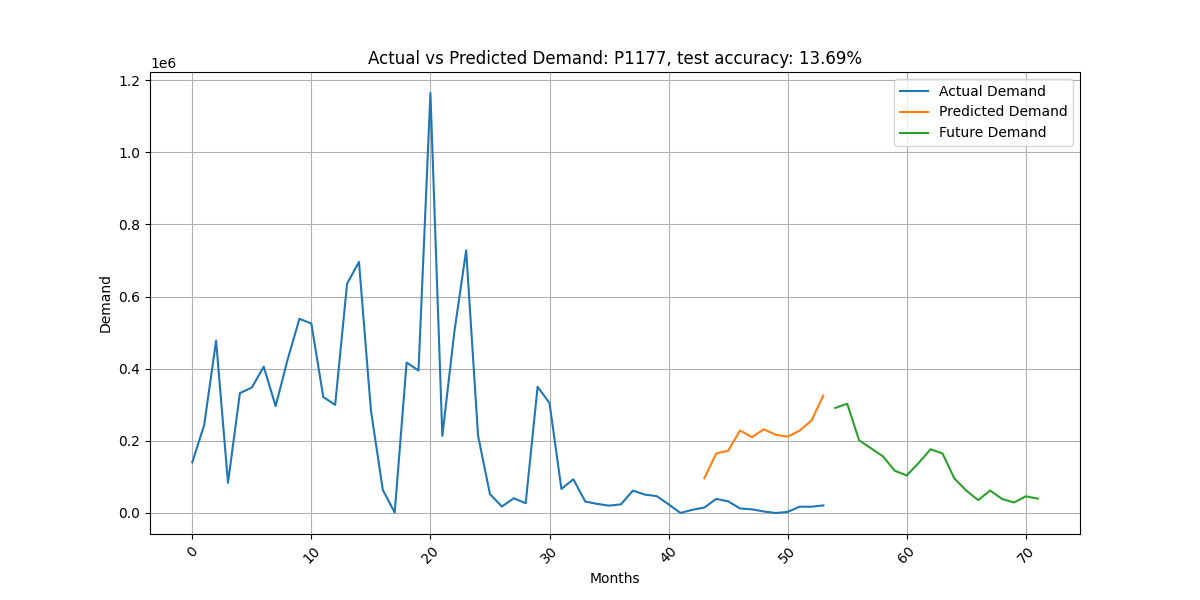 Actual vs Predicted Demand: P1177, test accuracy: 13.69%
1e6
1.2
1.0
0.8
0.6
0.4
0.2
0.0
Demand
Actual Demand
Predicted Demand
Future Demand
0 10 20 30 40 50 60 70
Months